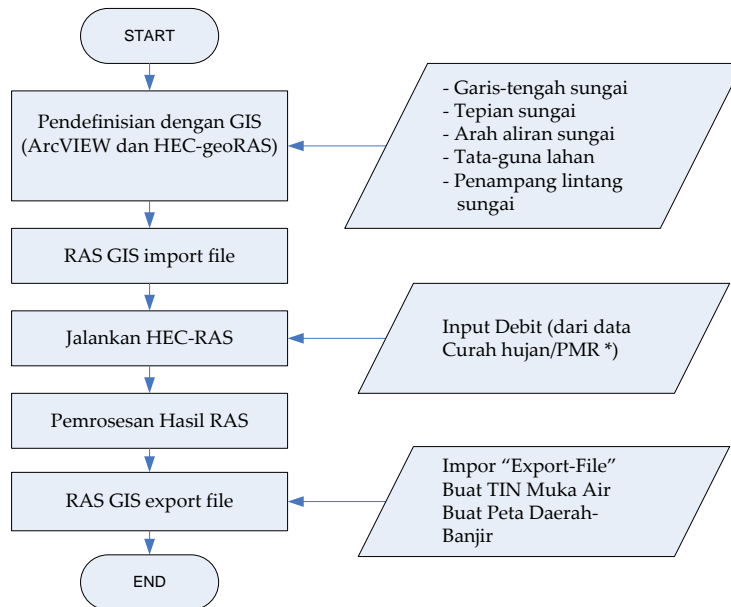 START
Pendefinisian dengan GIS
(ArcVIEW dan HEC-geoRAS)
- Garis-tengah sungai
- Tepian sungai
- Arah aliran sungai
- Tata-guna lahan
- Penampang lintang
sungai
RAS GIS import file
Jalankan HEC-RAS
Input Debit (dari data
Curah hujan/PMR *)
Pemrosesan Hasil RAS
RAS GIS export file
Impor “Export-File”
Buat TIN Muka Air
Buat Peta Daerah-
Banjir
END